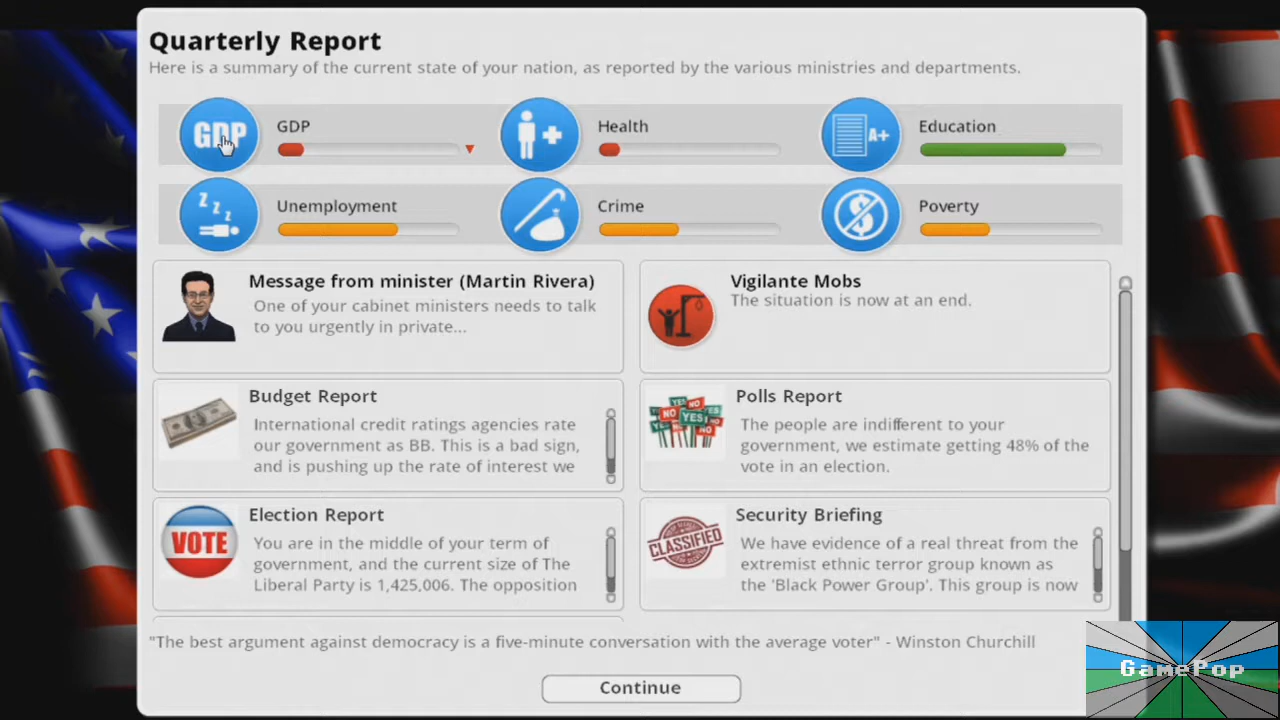 Quarterly Report
Here is a summary of the current state of your nation, as reported by the various ministries and departments.
GDP
GDP
Health
A+
Education
Z Z Z
Unemployment
Crime
$
Poverty
Message from minister (Martin Rivera)
One of your cabinet ministers needs to talk
to you urgently in private...
Vigilante Mobs
The situation is now at an end.
Budget Report
International credit ratings agencies rate
our government as BB. This is a bad sign,
and is pushing up the rate of interest we
YES NO
NO YES
NO
Polls Report
The people are indifferent to your
government, we estimate getting 48% of the
vote in an election.
VOTE
Election Report
You are in the middle of your term of
government, and the current size of The
Liberal Party is 1,425,006. The opposition
CLASSIFIED
Security Briefing
We have evidence of a real threat from the
extremist ethnic terror group known as
the 'Black Power Group'. This group is now
"The best argument against democracy is a five-minute conversation with the average voter" - Winston Churchill
Continue
GamePop